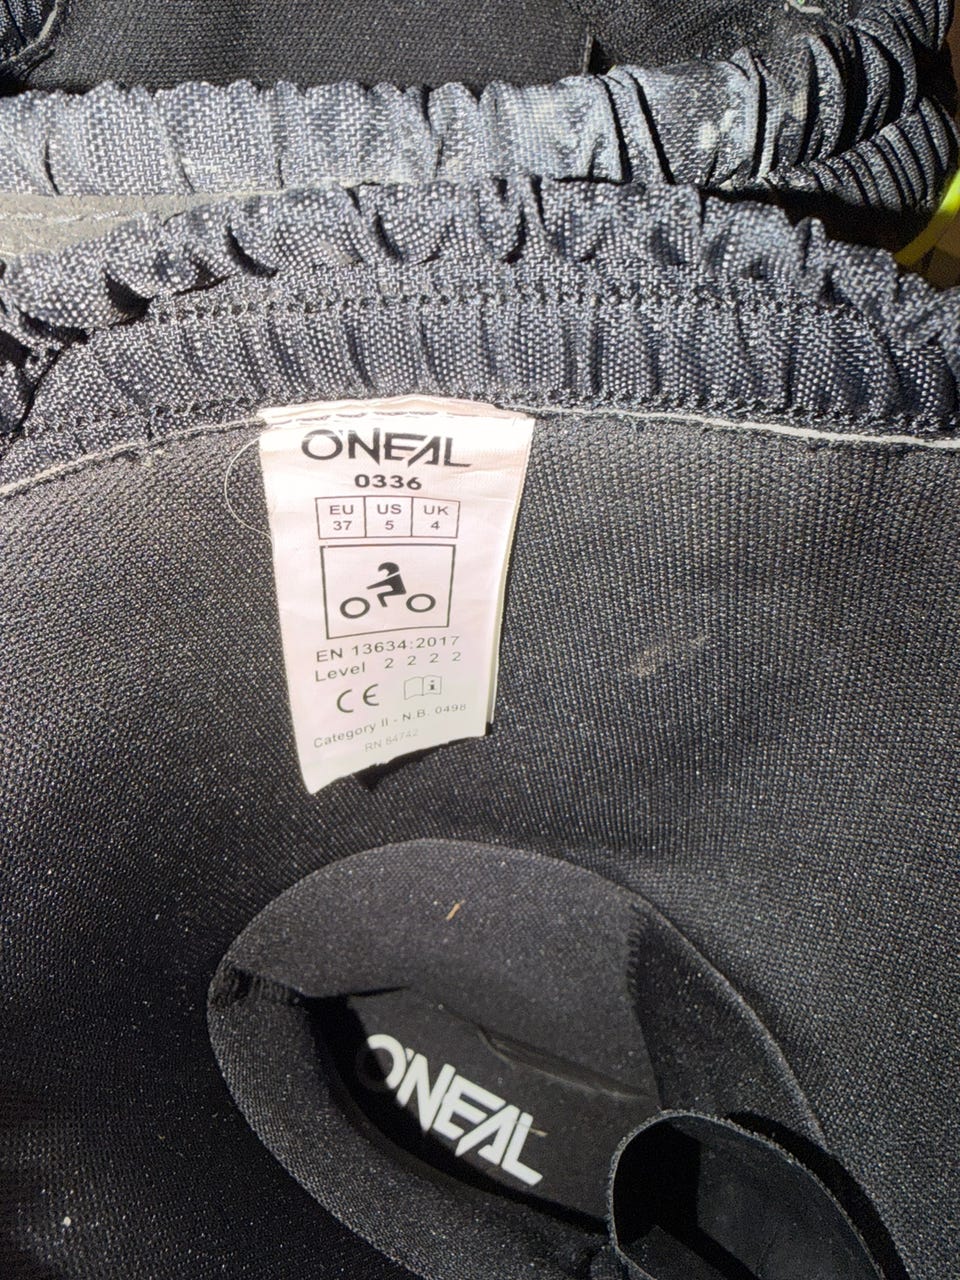 O'NEAL
0336
EU US UK
37 5 4
EN 13634:2017
Level 2 2 2 2
CE i
Category II - N.B. 0498
RN 84742
O'NEAL